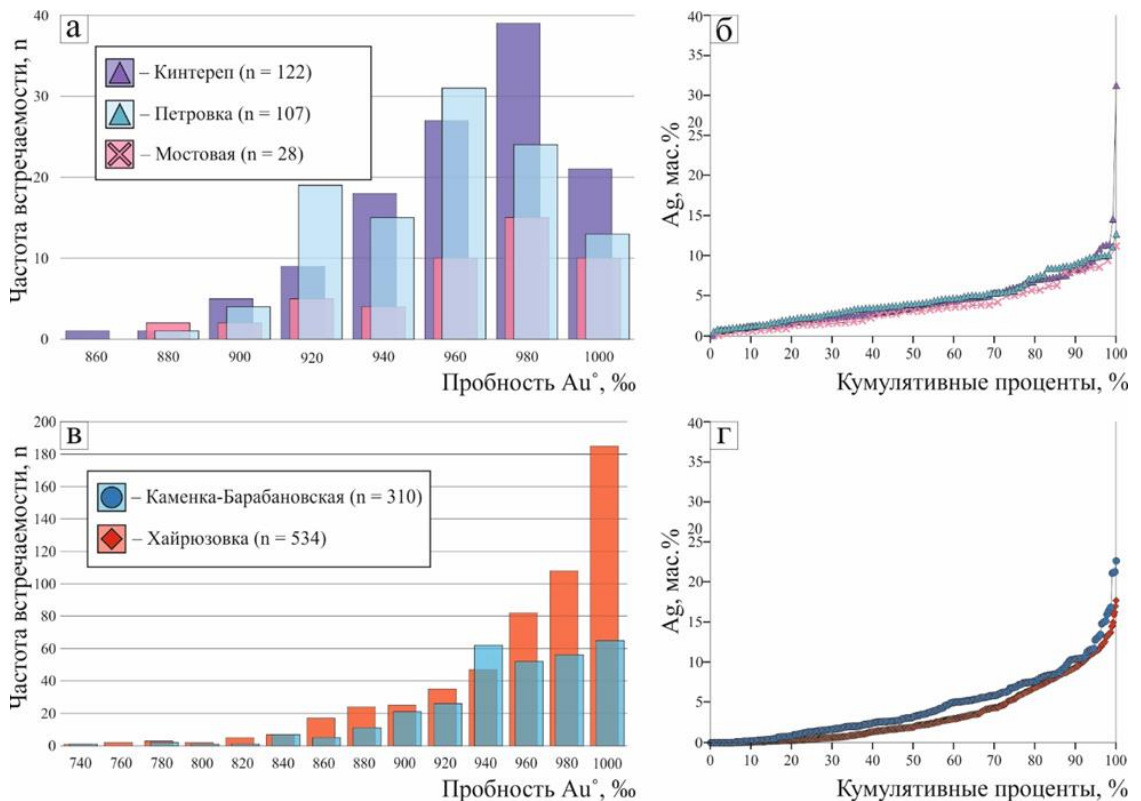 а
Частота встречаемости, n
40
30
20
10
0
– Кинтереп (n = 122)
– Петровка (n = 107)
– Мостовая (n = 28)
860 880 900 920 940 960 980 1000
Пробность Au°, ‰
б
Ag, мас.%
40
35
30
20
25
20
15
10
5
0
0 10 20 30 40 50 60 70 80 90 100
Кумулятивные проценты, %
в
Частота встречаемости, n
200
180
160
140
120
100
80
60
40
20
0
– Каменка-Барабановская (n = 310)
– Хайрюзовка (n = 534)
740 760 780 800 820 840 860 880 900 920 940 960 980 1000
Пробность Au°, ‰
г
Ag, мас.%
40
35
30
20
25
20
15
10
5
0
0 10 20 30 40 50 60 70 80 90 100
Кумулятивные проценты, %